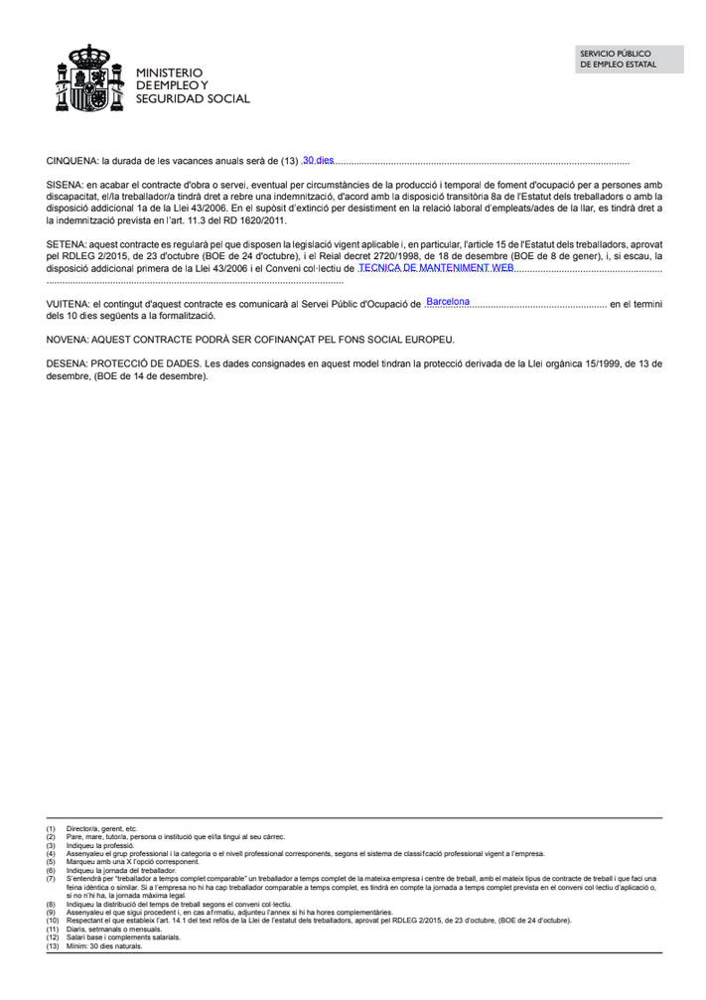 MINISTERIO
DE EMPLEO Y
SEGURIDAD SOCIAL
SERVICIO PÚBLICO
DE EMPLEO ESTATAL
CINQUENA: la durada de les vacances anuals serà de (13) .30 dies..........................................................................................................
SISENA: en acabar el contracte d'obra o servei, eventual per circumstàncies de la producció i temporal de foment d'ocupació per a persones amb
discapacitat, el/la treballador/a tindrà dret a rebre una indemnització, d'acord amb la disposició transitòria 8a de l'Estatut dels treballadors o amb la
disposició addicional 1a de la Llei 43/2006. En el supòsit d'extinció per desistiment en la relació laboral d'empleats/ades de la llar, es tindrà dret a
la indemnització prevista en l'art. 11.3 del RD 1620/2011.
SETENA: aquest contracte es regularà pel que disposen la legislació vigent aplicable i, en particular, l'article 15 de l'Estatut dels treballadors, aprovat
pel RDLEG 2/2015, de 23 d'octubre (BOE de 24 d'octubre), i el Reial decret 2720/1998, de 18 de desembre (BOE de 8 de gener), i, si escau, la
disposició addicional primera de la Llei 43/2006 i el Conveni col·lectiu de .TECNICA DE MANTENIMENT WEB....................................................
.........................................................................................................
VUITENA: el contingut d'aquest contracte es comunicarà al Servei Públic d'Ocupació de .Barcelona................................................ en el termini
dels 10 dies següents a la formalització.
NOVENA: AQUEST CONTRACTE PODRÀ SER COFINANÇAT PEL FONS SOCIAL EUROPEU.
DESENA: PROTECCIÓ DE DADES. Les dades consignades en aquest model tindran la protecció derivada de la Llei orgànica 15/1999, de 13 de
desembre, (BOE de 14 de desembre).
(1) Director/a, gerent, etc.
(2) Pare, mare, tutor/a, persona o institució que el/la tingui al seu càrrec.
(3) Indiqueu la professió.
(4) Assenyaleu el grup professional i la categoria o el nivell professional corresponents, segons el sistema de classificació professional vigent a l'empresa.
(5) Marqueu amb una X l'opció corresponent.
(6) Indiqueu la jornada del treballador.
(7) S'entendrà per "treballador a temps complet comparable" un treballador a temps complet de la mateixa empresa i centre de treball, amb el mateix tipus de contracte de treball i que faci una
feina idèntica o similar. Si a l'empresa no hi ha cap treballador comparable a temps complet, es tindrà en compte la jornada a temps complet prevista en el conveni col·lectiu d'aplicació o,
si no n'hi ha, la jornada màxima legal.
(8) Indiqueu la distribució del temps de treball segons el conveni col·lectiu.
(9) Assenyaleu el que sigui procedent i, en cas afirmatiu, adjunteu l'annex si hi ha hores complementàries.
(10) Respectant el que estableix l'art. 14.1 del text refós de la Llei de l'estatut dels treballadors, aprovat pel RDLEG 2/2015, de 23 d'octubre, (BOE de 24 d'octubre).
(11) Diaris, setmanals o mensuals.
(12) Salari base i complements salarials.
(13) Mínim: 30 dies naturals.